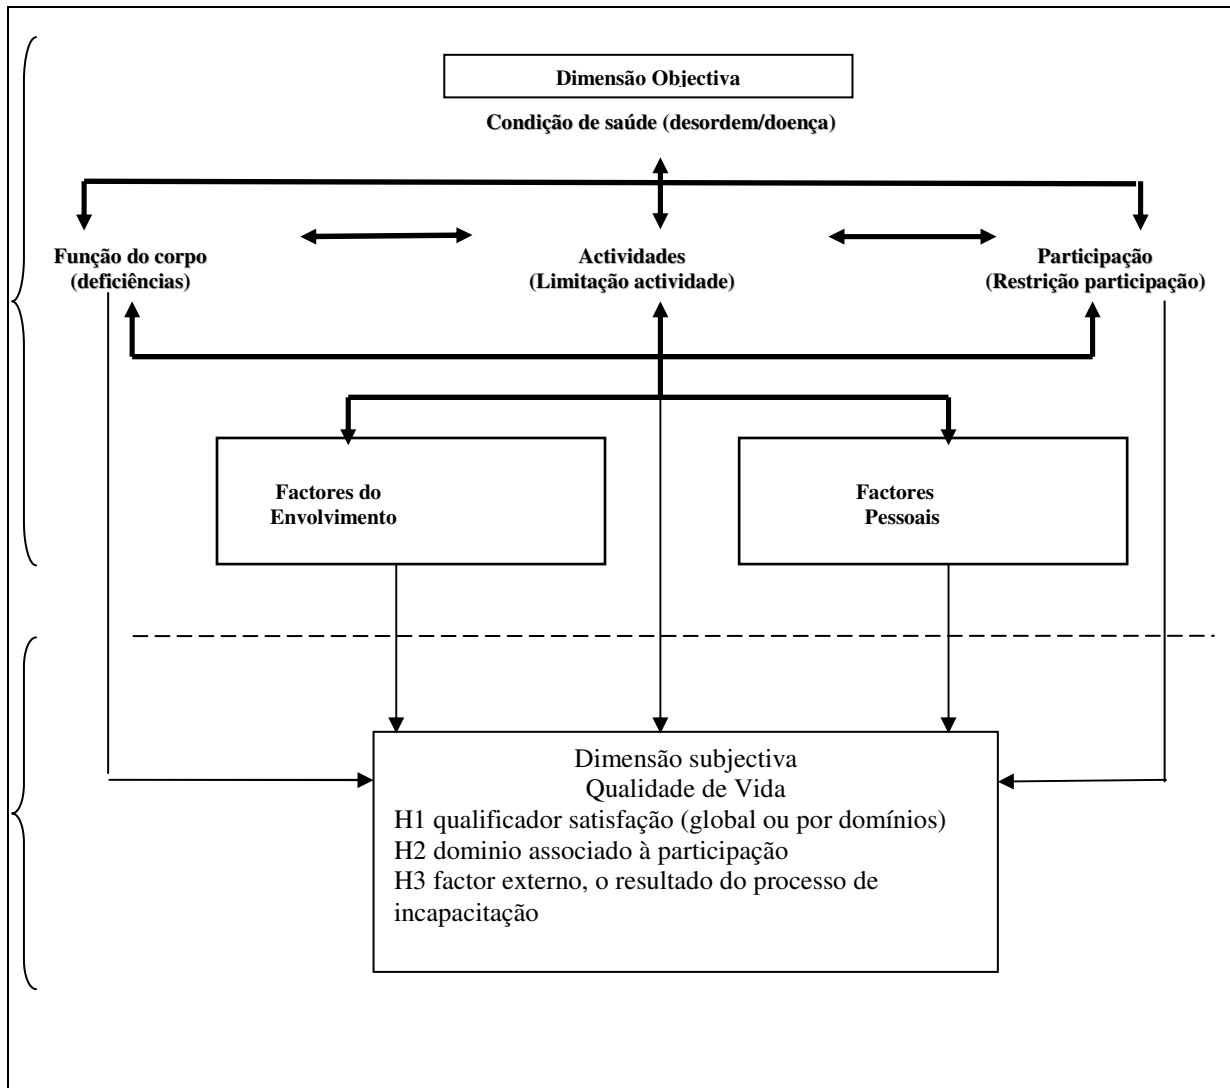 Dimensão Objectiva
Condição de saúde (desordem/doença)
Função do corpo
(deficiências)
Actividades
(Limitação actividade)
Participação
(Restrição participação)
Factores do
Envolvimento
Factores
Pessoais
Dimensão subjectiva
Qualidade de Vida
H1 qualificador satisfação (global ou por domínios)
H2 dominio associado à participação
H3 factor externo, o resultado do processo de
incapacitação